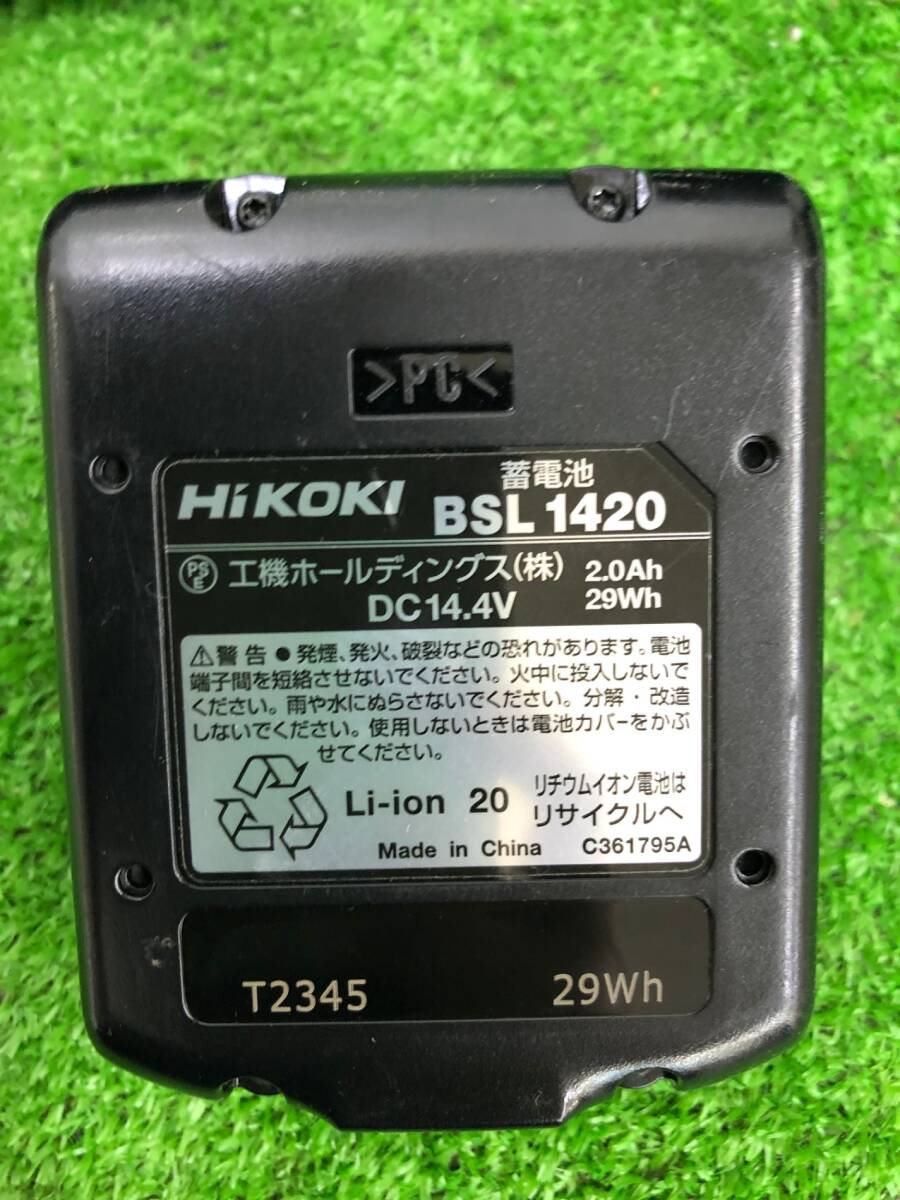 >PC<
蓄電池
HiKOKI BSL 1420
PSE 工機ホールディングス(株) 2.0Ah
DC14.4V 29Wh
⚠警告 ● 発煙、発火、破裂などの恐れがあります。電池
端子間を短絡させないでください。火中に投入しないで
ください。雨や水にぬらさないでください。分解・改造
しないでください。使用しないときは電池カバーをかぶ
せてください。
リチウムイオン電池は
Li-ion 20 リサイクルへ
Made in China C361795A
T2345 29Wh